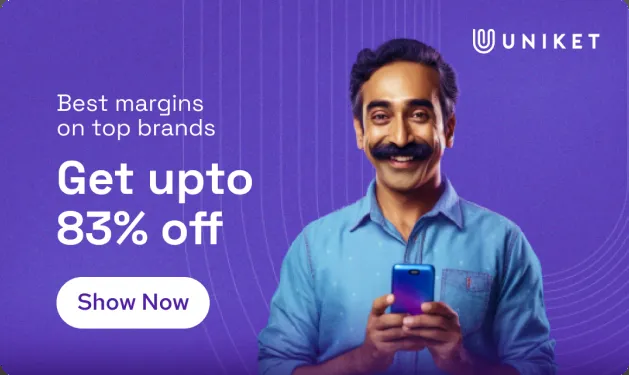 UNIKET
Best margins
on top brands
Get upto
83% off
Show Now